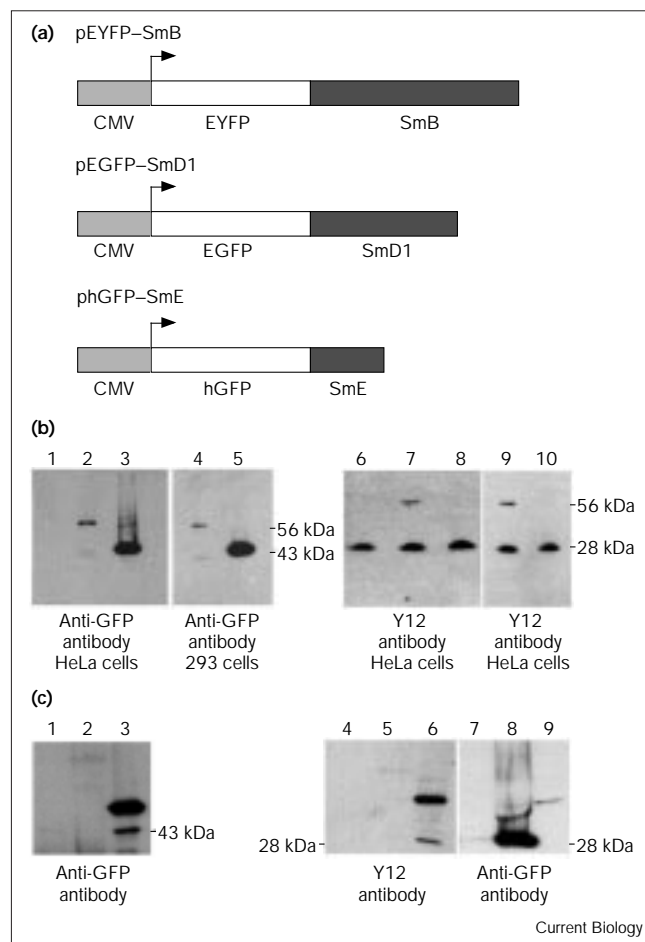 (a) pEYFP–SmB
CMV EYFP SmB
pEGFP–SmD1
CMV EGFP SmD1
phGFP–SmE
CMV hGFP SmE
(b)
1 2 3 4 5 6 7 8 9 10
56 kDa
43 kDa
56 kDa
28 kDa
Anti-GFP
antibody
HeLa cells
Anti-GFP
antibody
293 cells
Y12
antibody
HeLa cells
Y12
antibody
HeLa cells
(c)
1 2 3 4 5 6 7 8 9
43 kDa
28 kDa
28 kDa
Anti-GFP
antibody
Y12
antibody
Anti-GFP
antibody
Current Biology